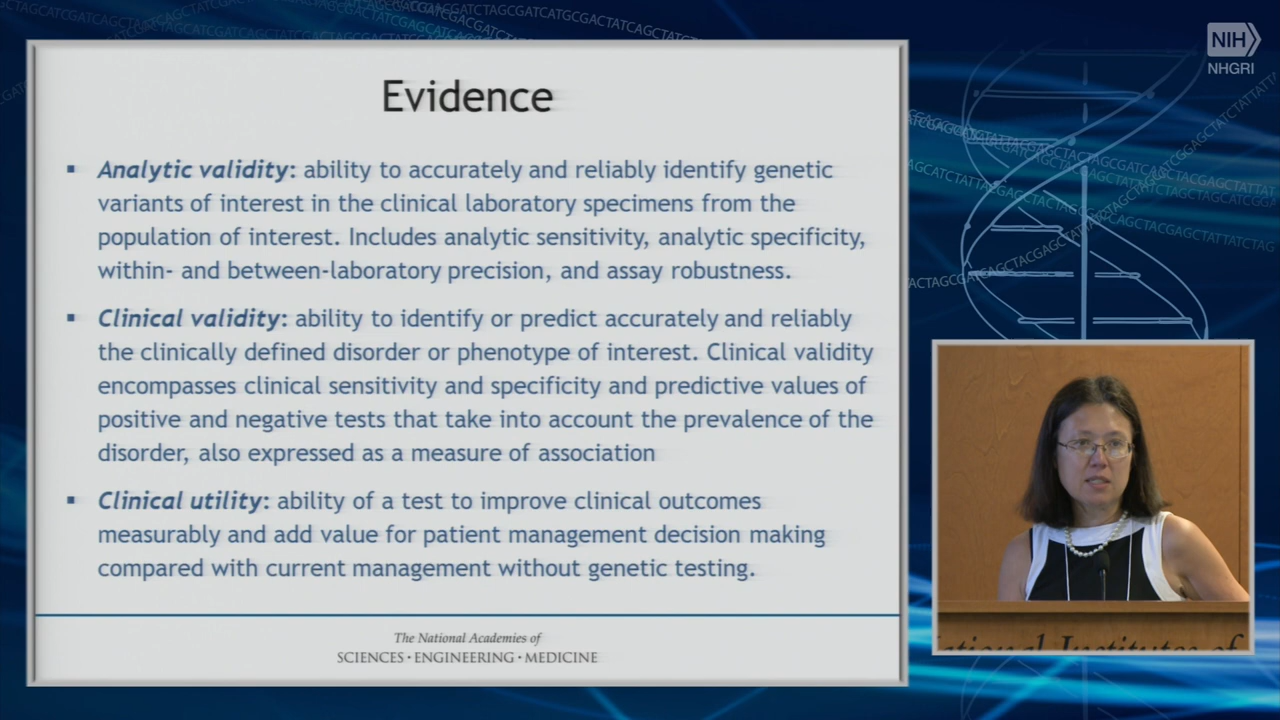 NIH
NHGRI
Evidence
▪ Analytic validity: ability to accurately and reliably identify genetic
variants of interest in the clinical laboratory specimens from the
population of interest. Includes analytic sensitivity, analytic specificity,
within- and between-laboratory precision, and assay robustness.
▪ Clinical validity: ability to identify or predict accurately and reliably
the clinically defined disorder or phenotype of interest. Clinical validity
encompasses clinical sensitivity and specificity and predictive values of
positive and negative tests that take into account the prevalence of the
disorder, also expressed as a measure of association
▪ Clinical utility: ability of a test to improve clinical outcomes
measurably and add value for patient management decision making
compared with current management without genetic testing.
The National Academies of
SCIENCES · ENGINEERING · MEDICINE
Institutes of